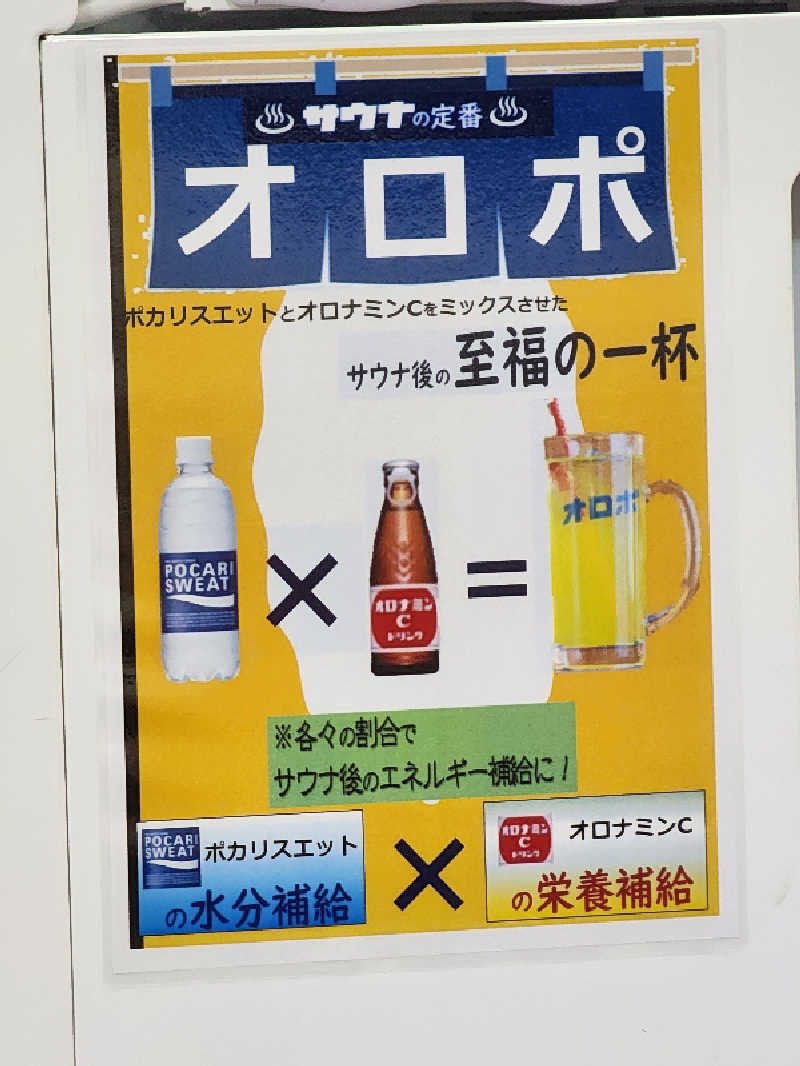 サウナの定番
オロポ
ポカリスエットとオロナミンCをミックスさせた
サウナ後の至福の一杯
POCARI
SWEAT
オロナミン
C
ドリンク
オロポ
×
=
※各々の割合で
サウナ後のエネルギー補給に!
POCARI
SWEAT
ポカリスエット
の水分補給
×
オロナミン
C
ドリンク
オロナミンC
の栄養補給